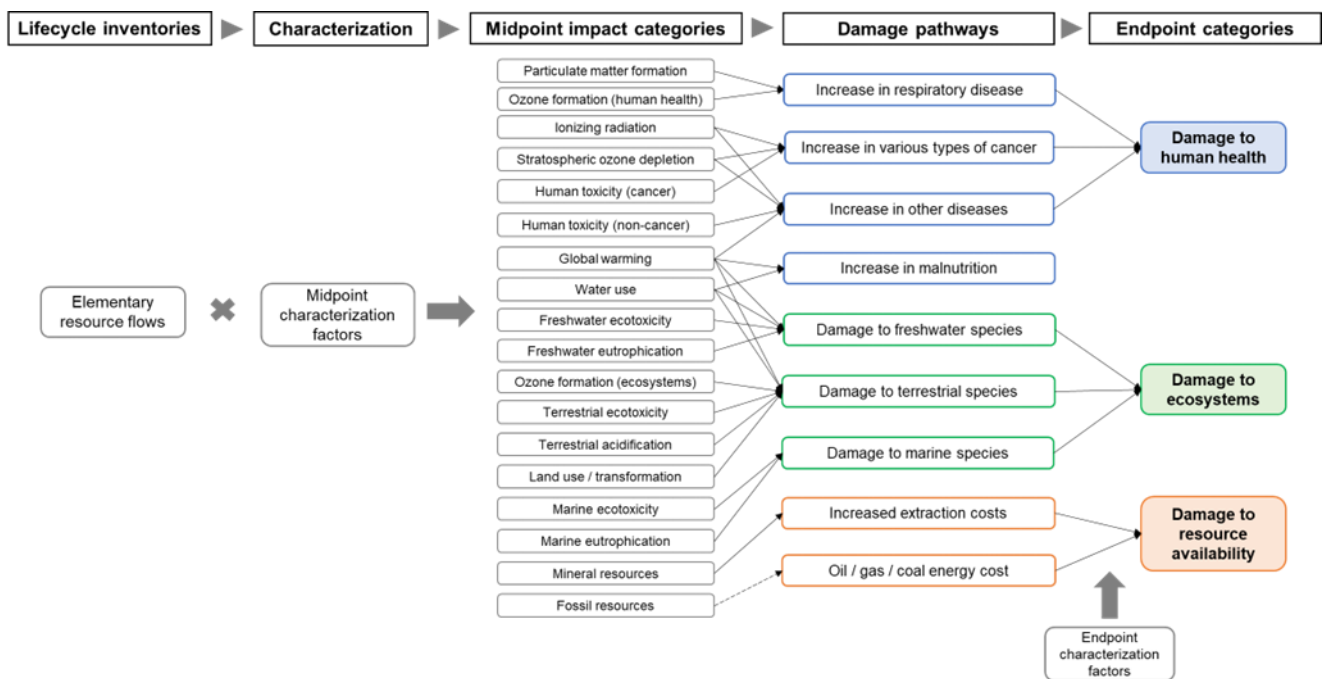 Lifecycle inventories
Characterization
Midpoint impact categories
Damage pathways
Endpoint categories
Elementary
resource flows
Midpoint
characterization
factors
Particulate matter formation
Ozone formation (human health)
Ionizing radiation
Stratospheric ozone depletion
Human toxicity (cancer)
Human toxicity (non-cancer)
Global warming
Water use
Freshwater ecotoxicity
Freshwater eutrophication
Ozone formation (ecosystems)
Terrestrial ecotoxicity
Terrestrial acidification
Land use / transformation
Marine ecotoxicity
Marine eutrophication
Mineral resources
Fossil resources
Increase in respiratory disease
Increase in various types of cancer
Increase in other diseases
Increase in malnutrition
Damage to freshwater species
Damage to terrestrial species
Damage to marine species
Increased extraction costs
Oil / gas / coal energy cost
Damage to
human health
Damage to
ecosystems
Damage to
resource
availability
Endpoint
characterization
factors